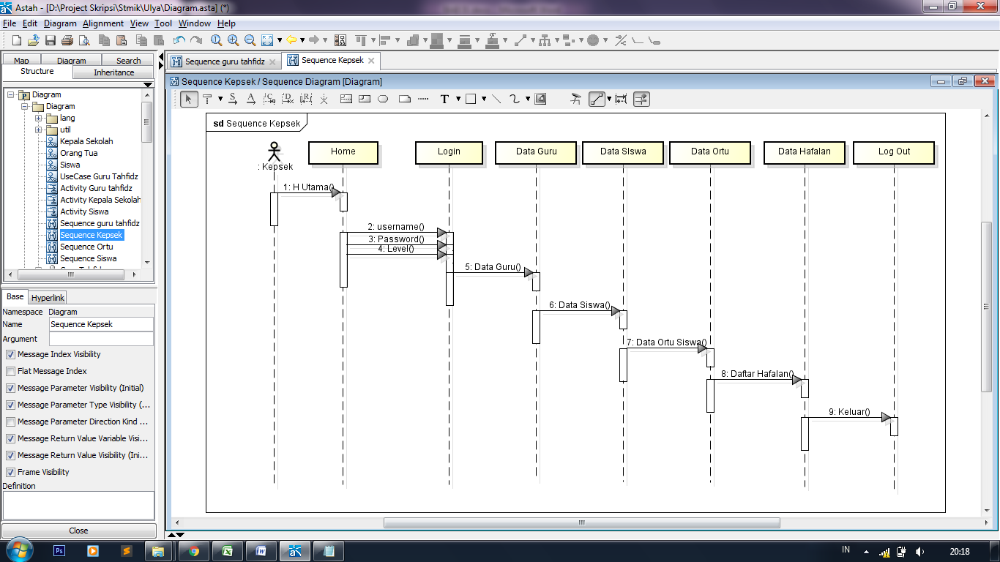 Astah - [D:\Project Skripsi\Stmik\Ulya\Diagram.asta] (*)
File Edit Diagram Alignment View Tool Window Help
Map Diagram Search
Structure Inheritance
Diagram
Diagram
lang
util
Kepala Sekolah
Orang Tua
Siswa
UseCase Guru Tahfidz
Activity Guru tahfidz
Activity Kepala Sekolah
Activity Siswa
Sequence guru tahfidz
Sequence Kepsek
Sequence Ortu
Sequence Siswa
Base Hyperlink
Namespace Diagram
Name Sequence Kepsek
Argument
Message Index Visibility
Flat Message Index
Message Parameter Visibility (Initial)
Message Parameter Type Visibility (...
Message Parameter Direction Kind ...
Message Return Value Variable Visi...
Message Return Value Visibility (Ini...
Frame Visibility
Definition
Close
Sequence guru tahfidz Sequence Kepsek
Sequence Kepsek / Sequence Diagram [Diagram]
sd Sequence Kepsek
: Kepsek
Home Login Data Guru Data SIswa Data Ortu Data Hafalan Log Out
1: H Utama()
2: username()
3: Password()
4: Level()
5: Data Guru()
6: Data Siswa()
7: Data Ortu Siswa()
8: Daftar Hafalan()
9: Keluar()
IN 20:18